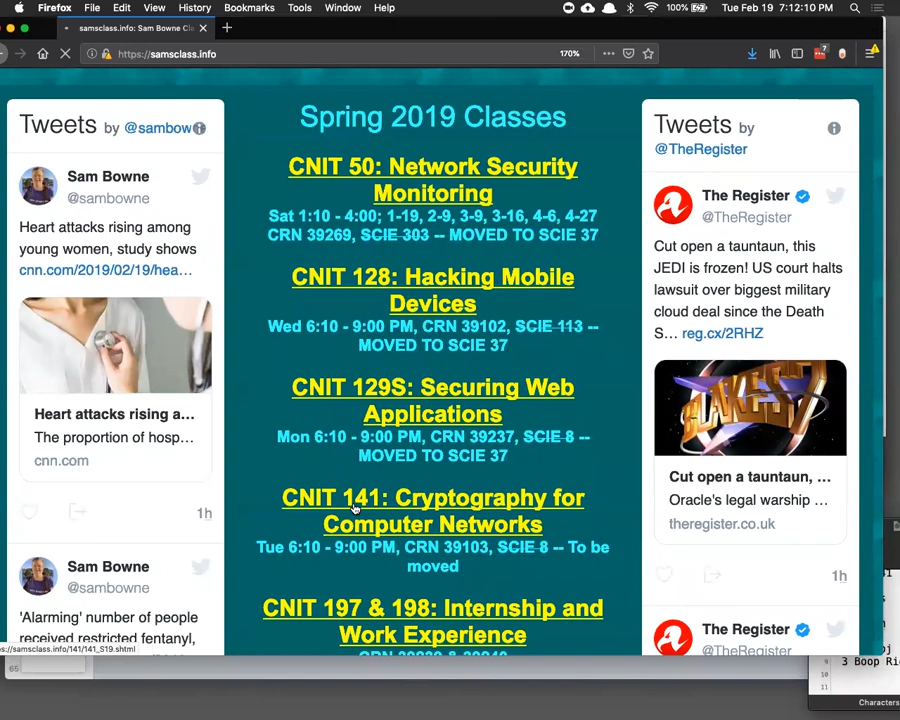 Firefox File Edit View History Bookmarks Tools Window Help 100% Tue Feb 19 7:12:10 PM
samsclass.info: Sam Bowne Cla
https://samsclass.info 170%
7
Tweets by @sambow
Sam Bowne
@sambowne
Heart attacks rising among
young women, study shows
cnn.com/2019/02/19/hea…
Heart attacks rising a...
The proportion of hosp...
cnn.com
1h
Sam Bowne
@sambowne
'Alarming' number of people
received restricted fentanyl,
Spring 2019 Classes
CNIT 50: Network Security
Monitoring
Sat 1:10 - 4:00; 1-19, 2-9, 3-9, 3-16, 4-6, 4-27
CRN 39269, SCIE 303 -- MOVED TO SCIE 37
CNIT 128: Hacking Mobile
Devices
Wed 6:10 - 9:00 PM, CRN 39102, SCIE 113 --
MOVED TO SCIE 37
CNIT 129S: Securing Web
Applications
Mon 6:10 - 9:00 PM, CRN 39237, SCIE 8 --
MOVED TO SCIE 37
CNIT 141: Cryptography for
Computer Networks
Tue 6:10 - 9:00 PM, CRN 39103, SCIE 8 -- To be
moved
CNIT 197 & 198: Internship and
Work Experience
Tweets by
@TheRegister
The Register
@TheRegister
Cut open a tauntaun, this
JEDI is frozen! US court halts
lawsuit over biggest military
cloud deal since the Death
S… reg.cx/2RHZ
Cut open a tauntaun, ...
Oracle's legal warship ...
theregister.co.uk
1h
The Register
@TheRegister
ps://samsclass.info/141/141_S19.shtml
65
9
3 Boop Ri
10
11
Characters